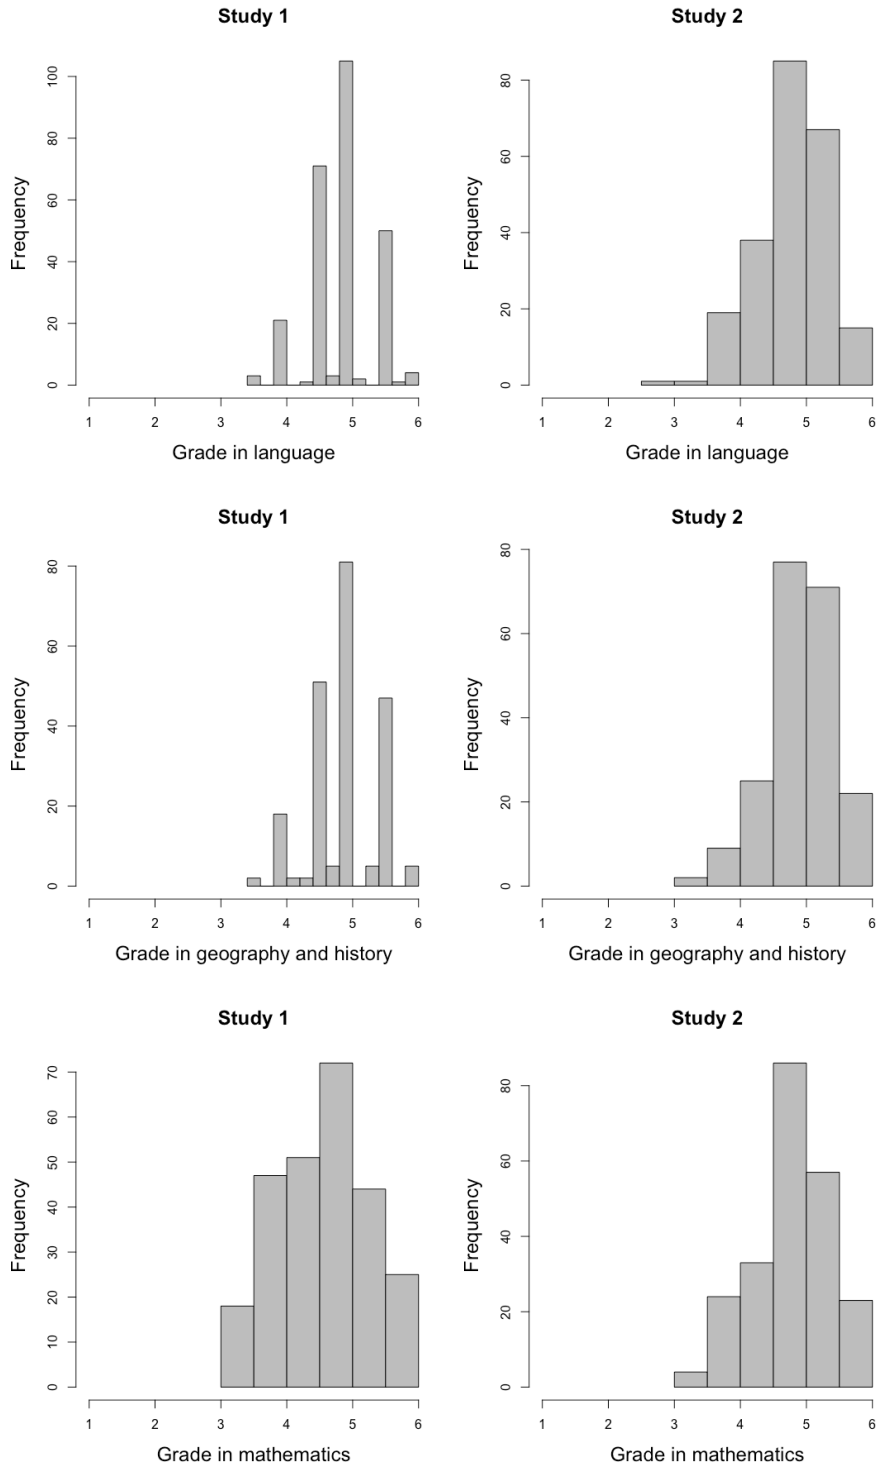 Study 1
Study 2
Frequency
0 20 40 60 80 100
1 2 3 4 5 6
Grade in language
Frequency
0 20 40 60 80
1 2 3 4 5 6
Grade in language
Study 1
Study 2
Frequency
0 20 40 60 80
1 2 3 4 5 6
Grade in geography and history
Frequency
0 20 40 60 80
1 2 3 4 5 6
Grade in geography and history
Study 1
Study 2
Frequency
0 10 20 30 40 50 60 70
1 2 3 4 5 6
Grade in mathematics
Frequency
0 20 40 60 80
1 2 3 4 5 6
Grade in mathematics